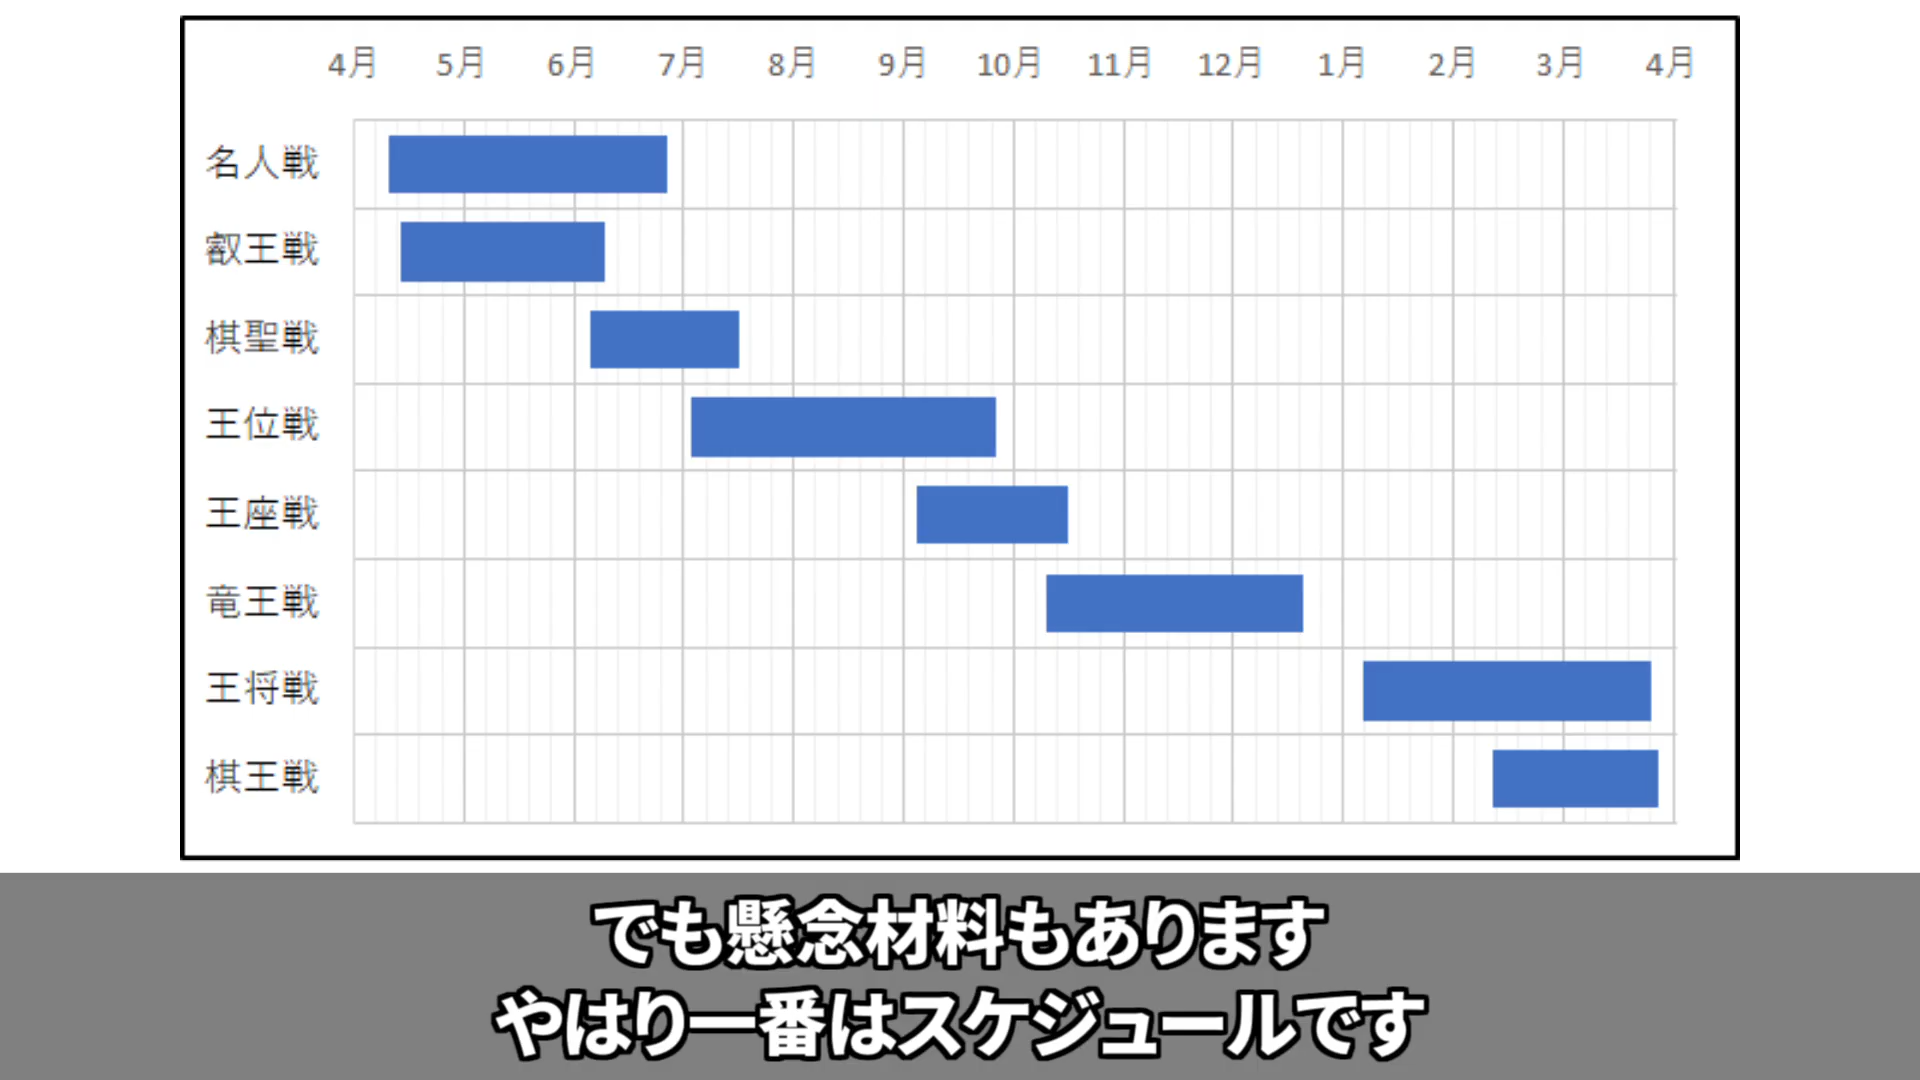 4月 5月 6月 7月 8月 9月 10月 11月 12月 1月 2月 3月 4月
名人戦
叡王戦
棋聖戦
王位戦
王座戦
竜王戦
王将戦
棋王戦
でも懸念材料もあります
やはり一番はスケジュールです